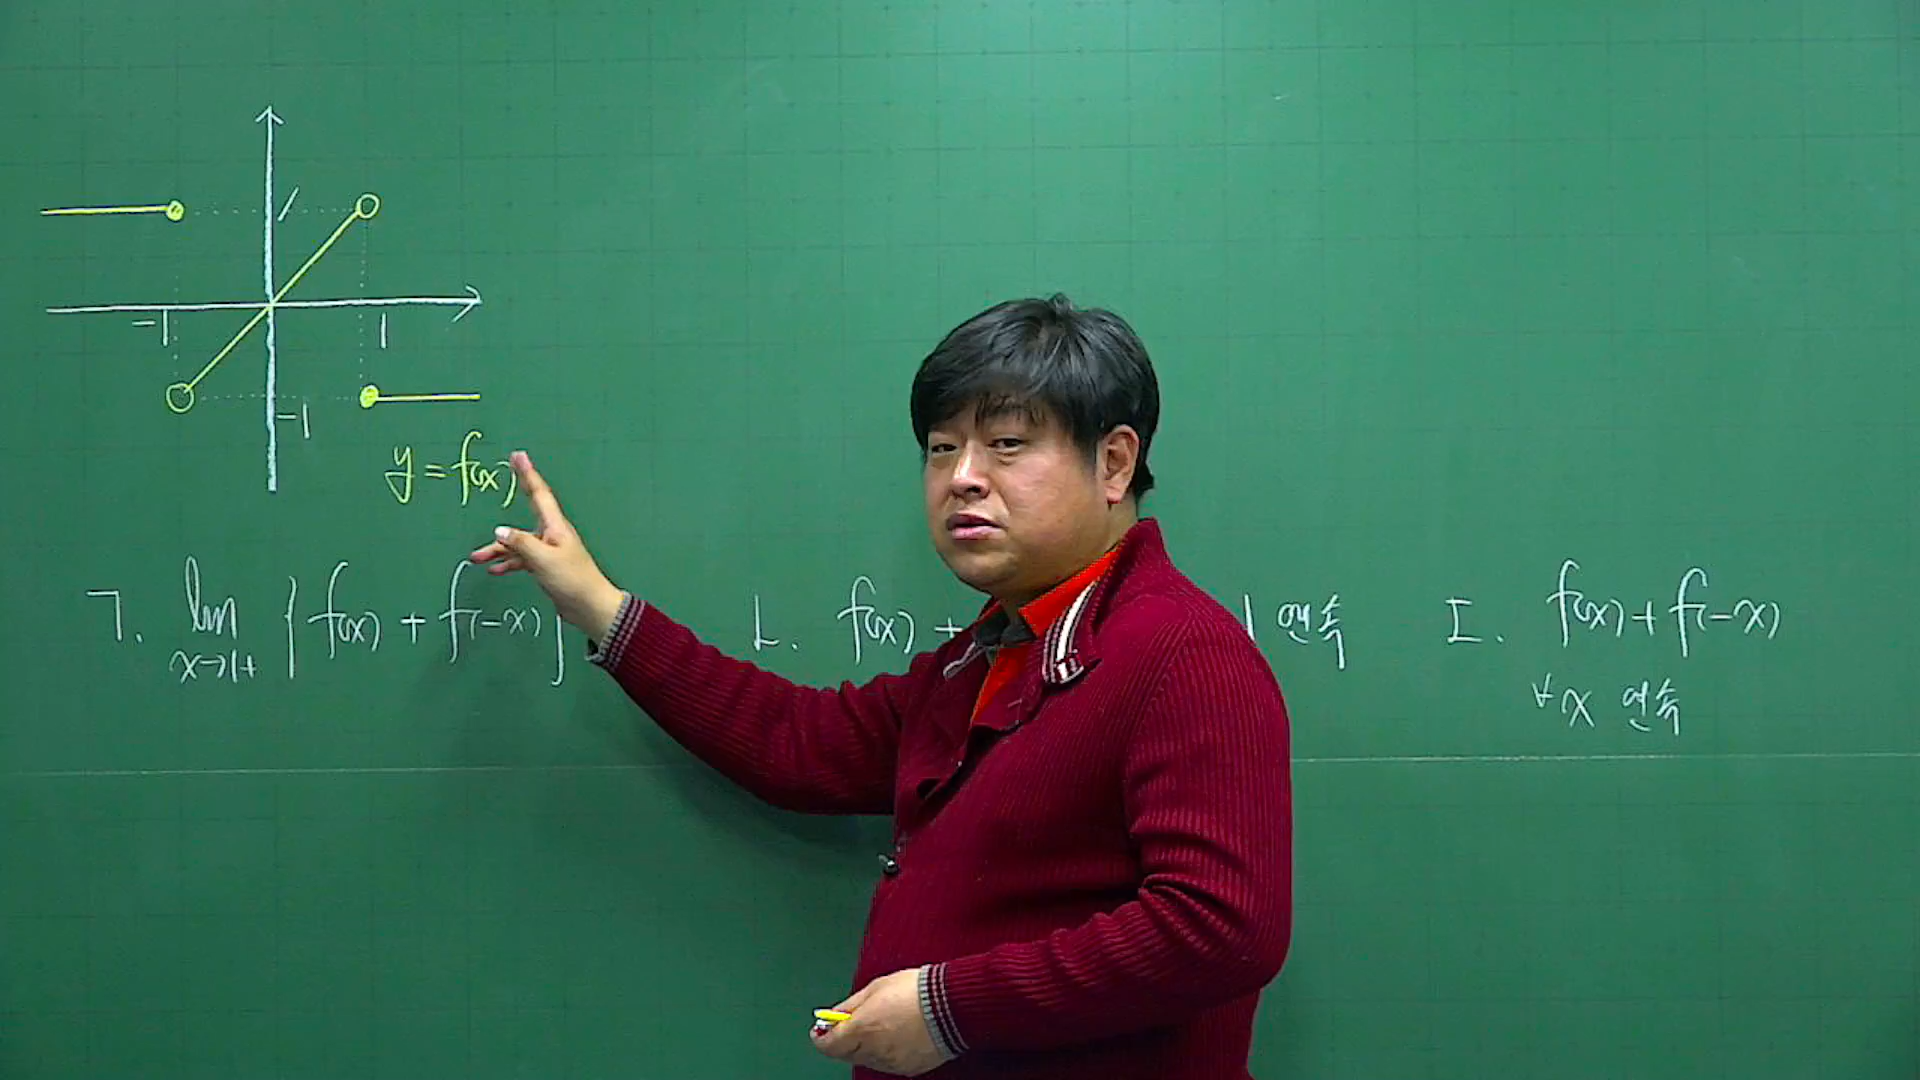 1
-1 1
-1
y = f(x)
ㄱ. lim { f(x) + f(-x) }
x→1+
ㄴ. f(x) + 연속
ㄷ. f(x) + f(-x)
∀x 연속